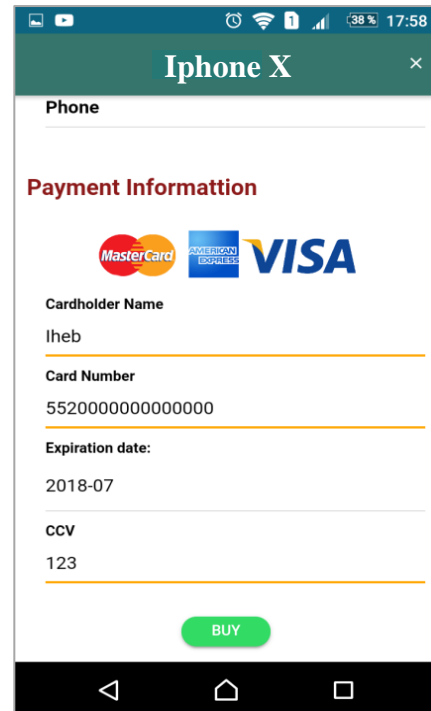 1 38 % 17:58
Iphone X ×
Phone
Payment Informattion
MasterCard AMERICAN EXPRESS VISA
Cardholder Name
Iheb
Card Number
5520000000000000
Expiration date:
2018-07
CCV
123
BUY